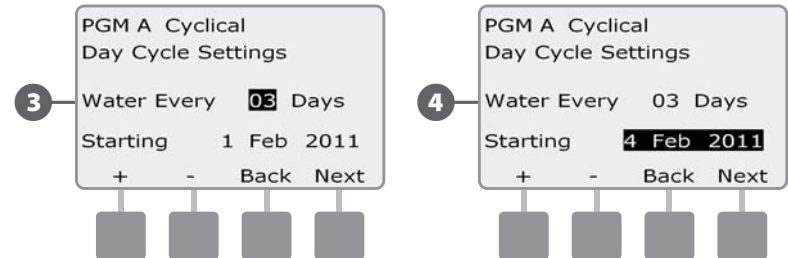 PGM A Cyclical
Day Cycle Settings
3
Water Every 03 Days
Starting 1 Feb 2011
+ - Back Next
PGM A Cyclical
Day Cycle Settings
4
Water Every 03 Days
Starting 4 Feb 2011
+ - Back Next